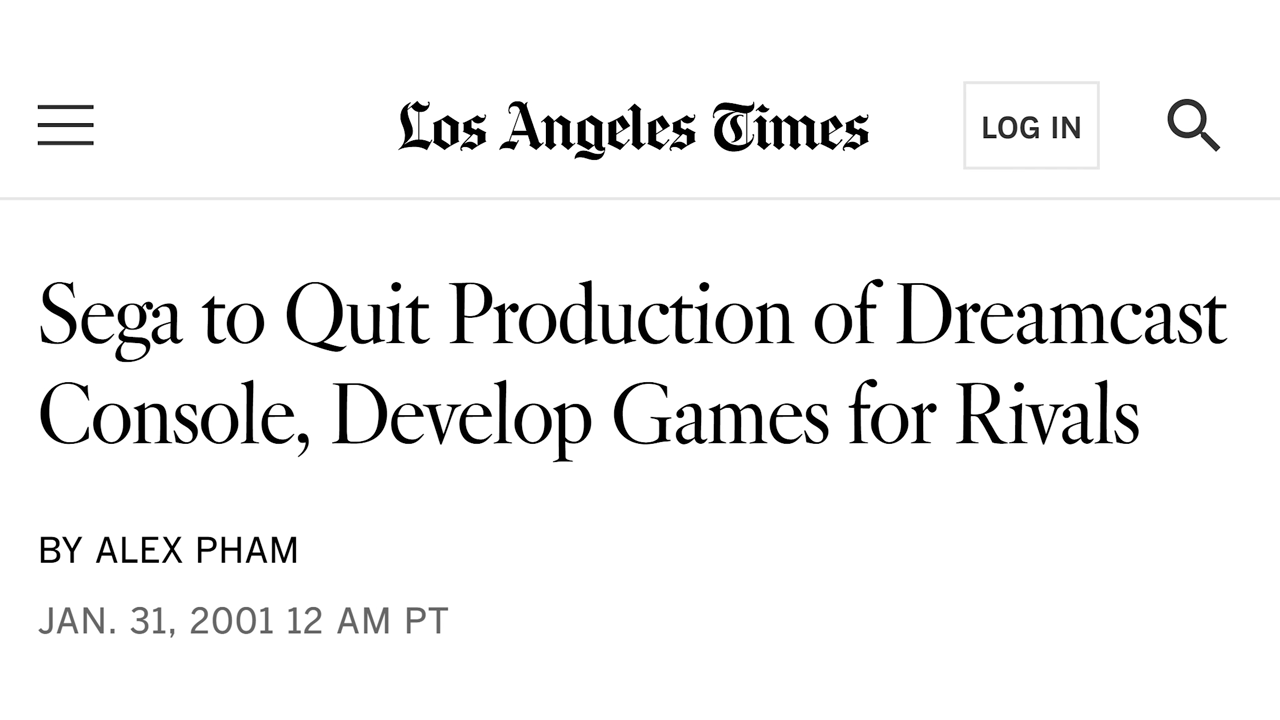 Los Angeles Times
LOG IN
Sega to Quit Production of Dreamcast
Console, Develop Games for Rivals
BY ALEX PHAM
JAN. 31, 2001 12 AM PT